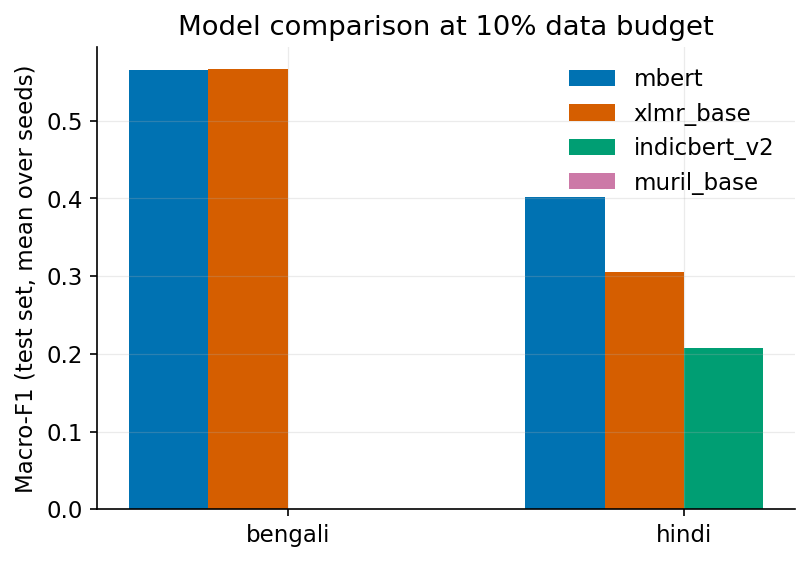 Model comparison at 10% data budget
Macro-F1 (test set, mean over seeds)
mbert
xlmr_base
indicbert_v2
muril_base
0.5
0.4
0.3
0.2
0.1
0.0
bengali
hindi